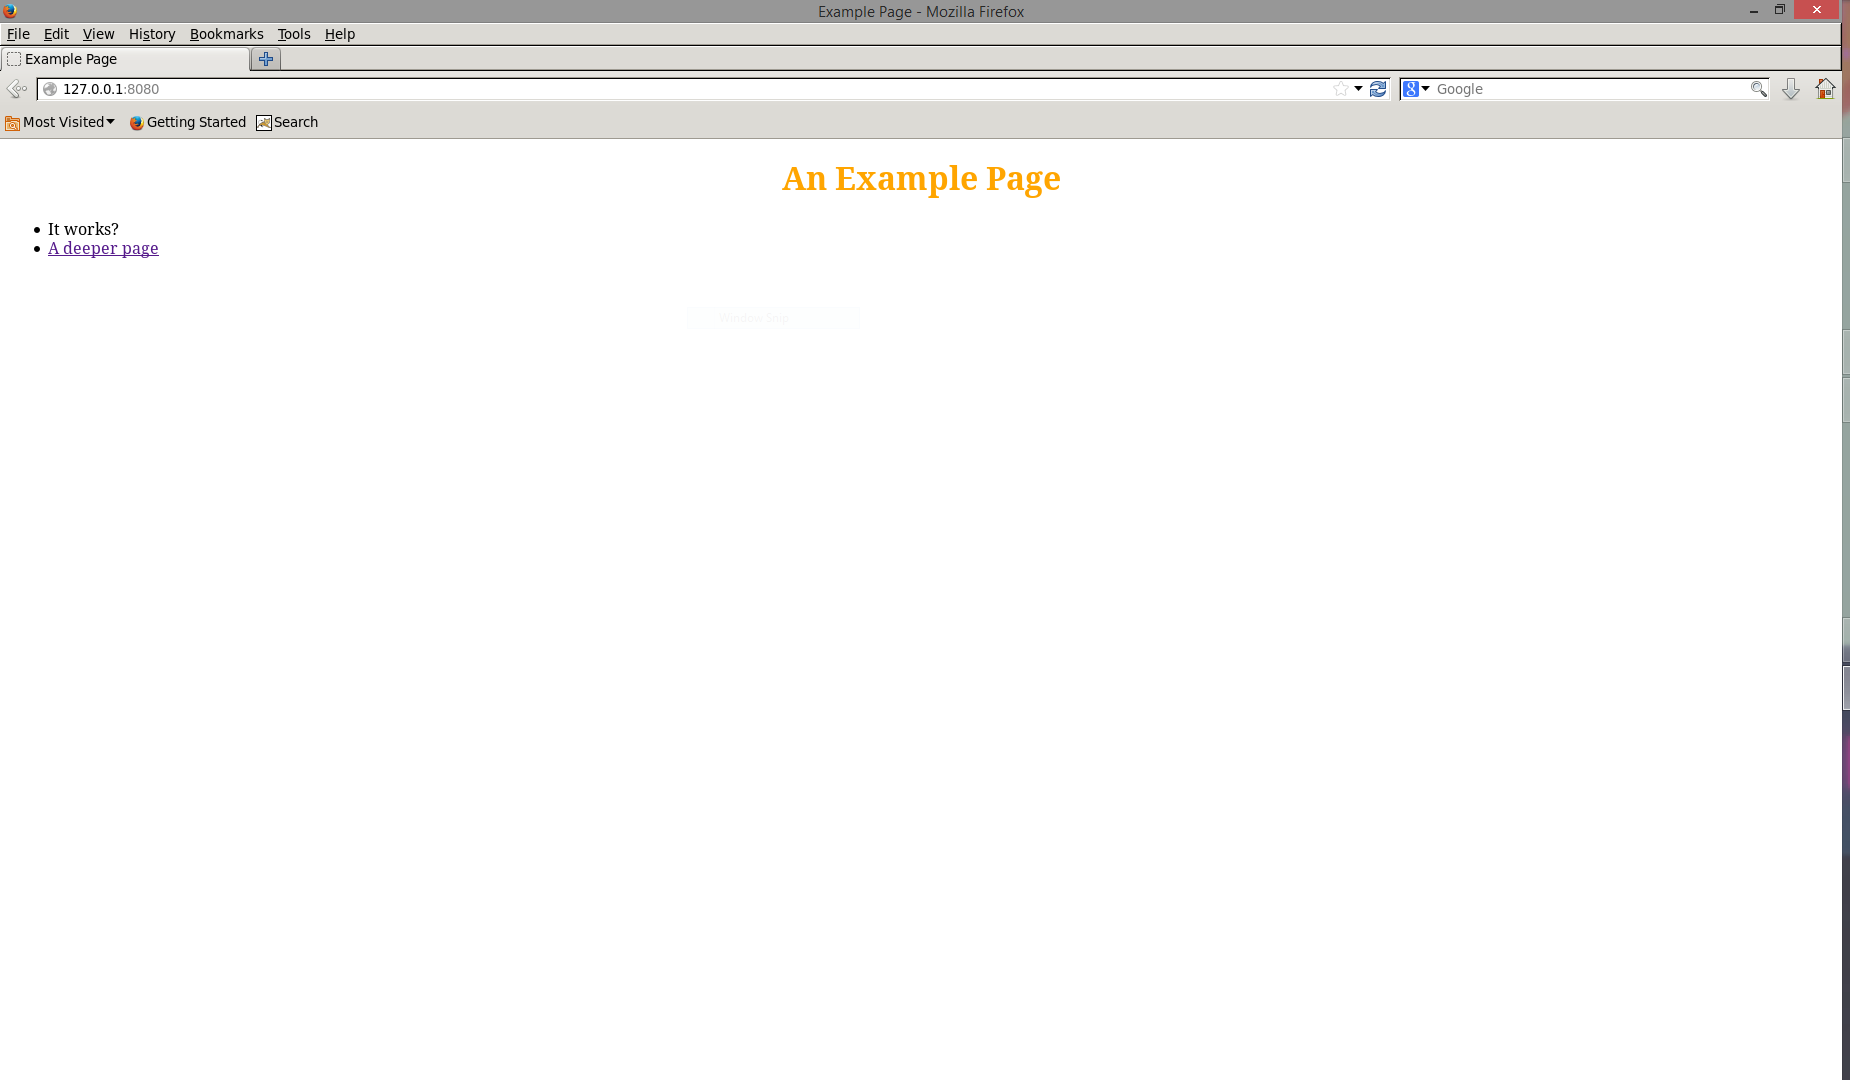 Example Page - Mozilla Firefox
File Edit View History Bookmarks Tools Help
Example Page
127.0.0.1:8080
8 Google
Most Visited Getting Started Search
An Example Page
• It works?
• A deeper page
Window Snip